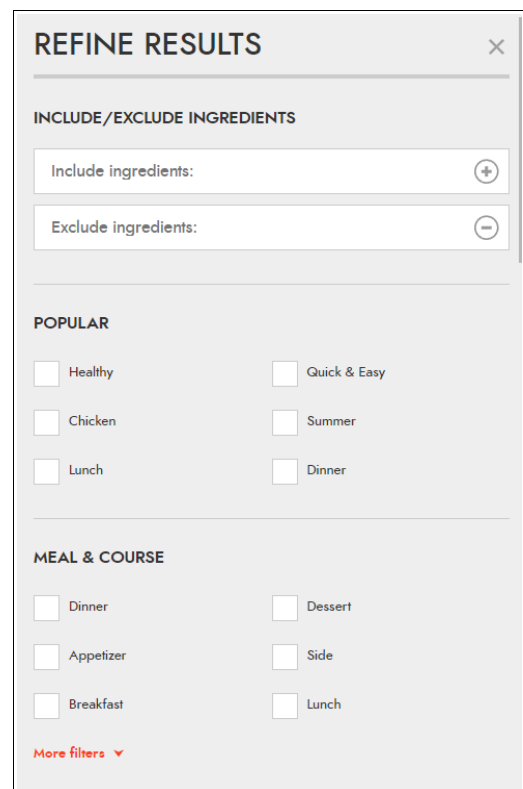 REFINE RESULTS
INCLUDE/EXCLUDE INGREDIENTS
Include ingredients:
Exclude ingredients:
POPULAR
Healthy Quick & Easy
Chicken Summer
Lunch Dinner
MEAL & COURSE
Dinner Dessert
Appetizer Side
Breakfast Lunch
More filters